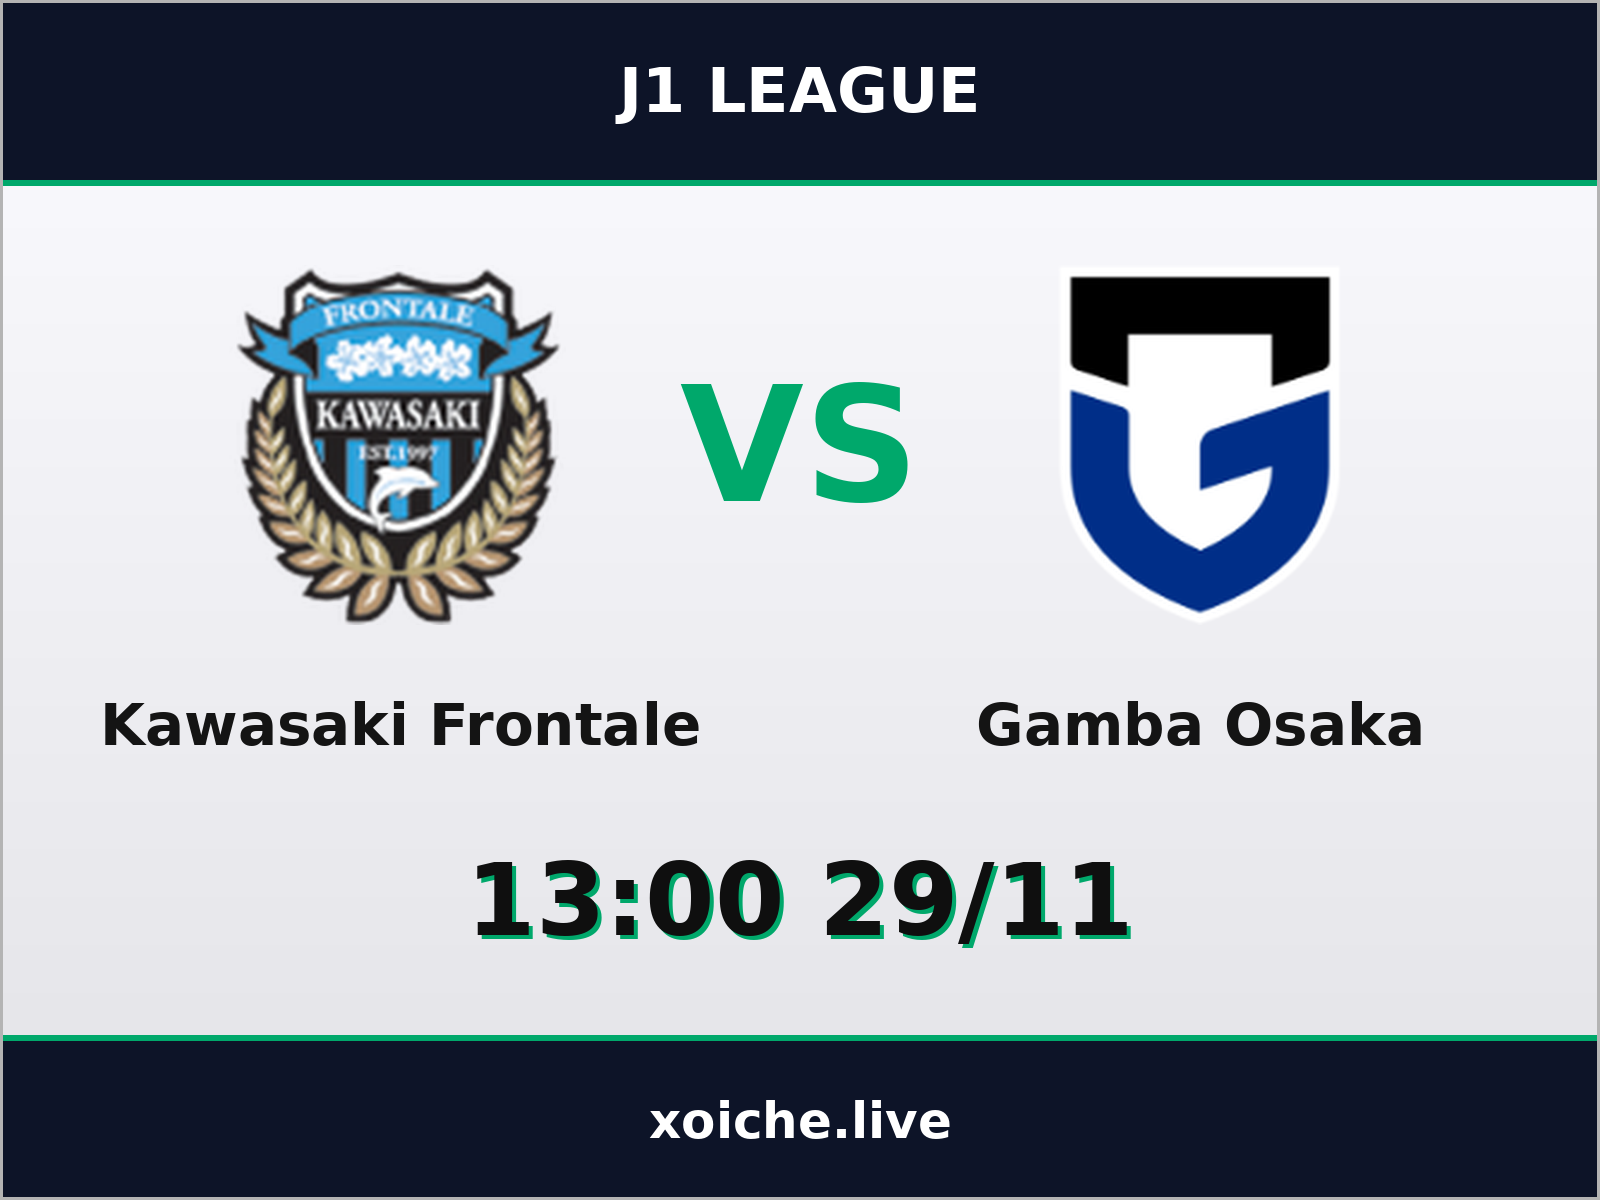 J1 LEAGUE
FRONTALE
KAWASAKI
EST.1997
VS
Kawasaki Frontale
Gamba Osaka
13:00 29/11
xoiche.live